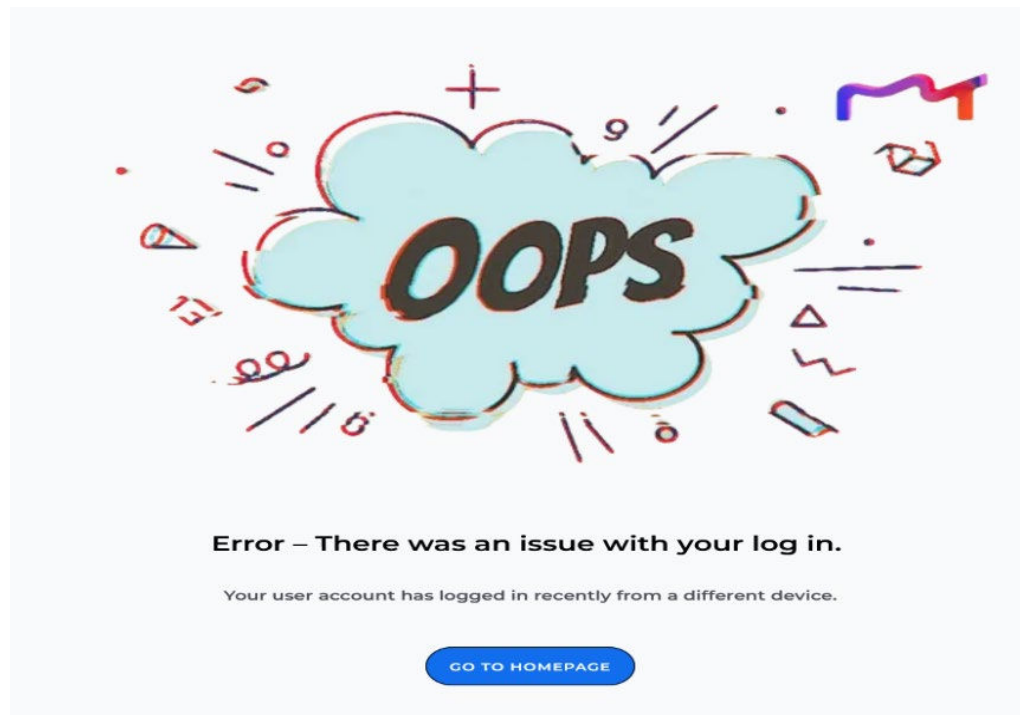 OOPS
Error – There was an issue with your log in.
Your user account has logged in recently from a different device.
GO TO HOMEPAGE